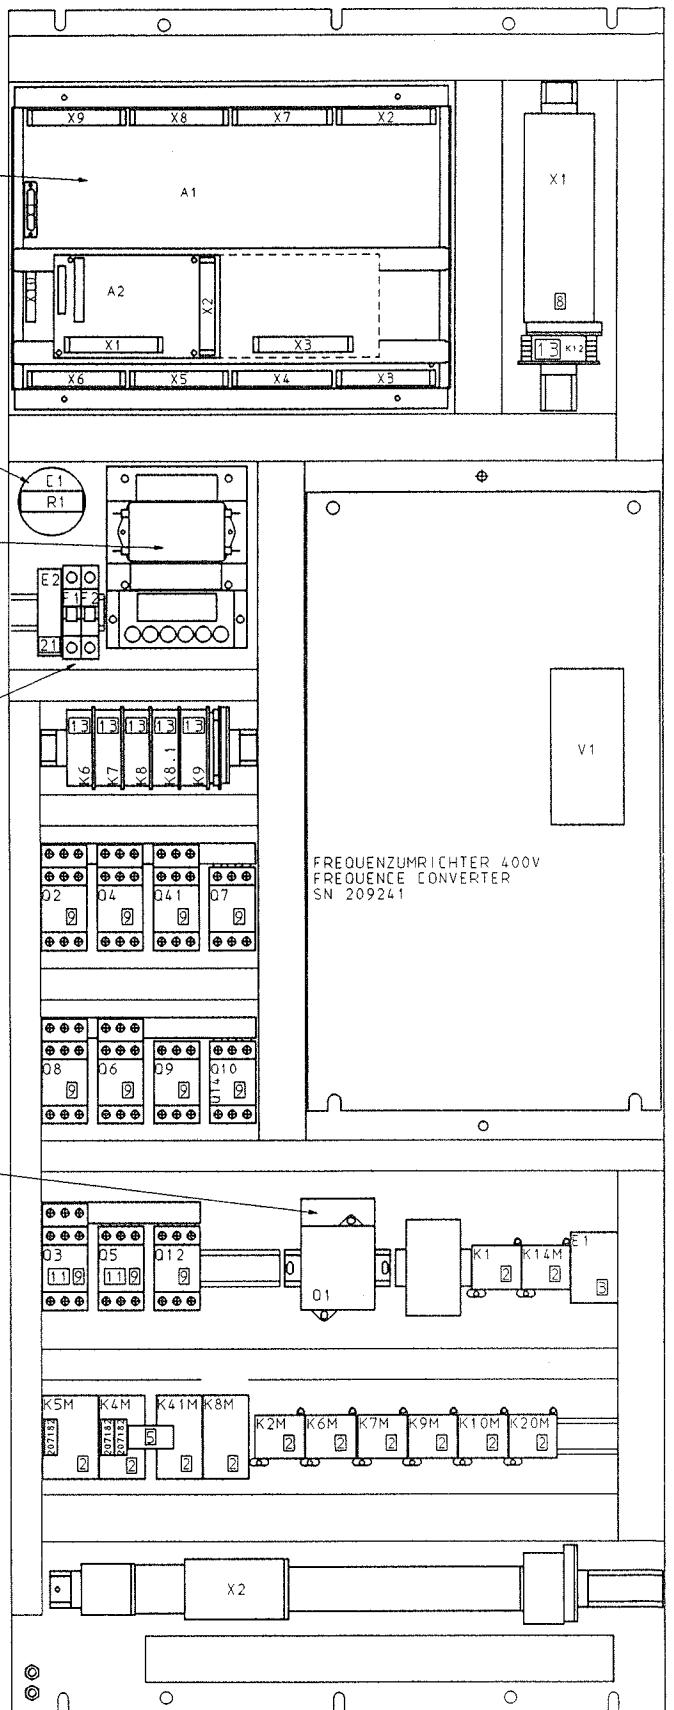 X9 X8 X7 X2
A1
X1
A2
X2
X1 X3
X6 X5 X4 X3
8
13 K12
E1
R1
E2 F1 F2
21
13 13 13 13 13
K6 K7 K8 K8.1 K9
V1
FREQUENZUMRICHTER 400V
FREQUENCE CONVERTER
SN 209241
Q2 Q4 Q41 Q7
9 9 9 9
Q8 Q6 Q9 Q10
Q14
9 9 9 9
Q3 Q5 Q12 K1 K14M E1
11 9 11 9 9 2 2 3
Q1
K5M K4M K41M K8M
K2M K6M K7M K9M K10M K20M
207182 207182 207182 5
2 2 2 2 2 2 2 2 2 2
X2